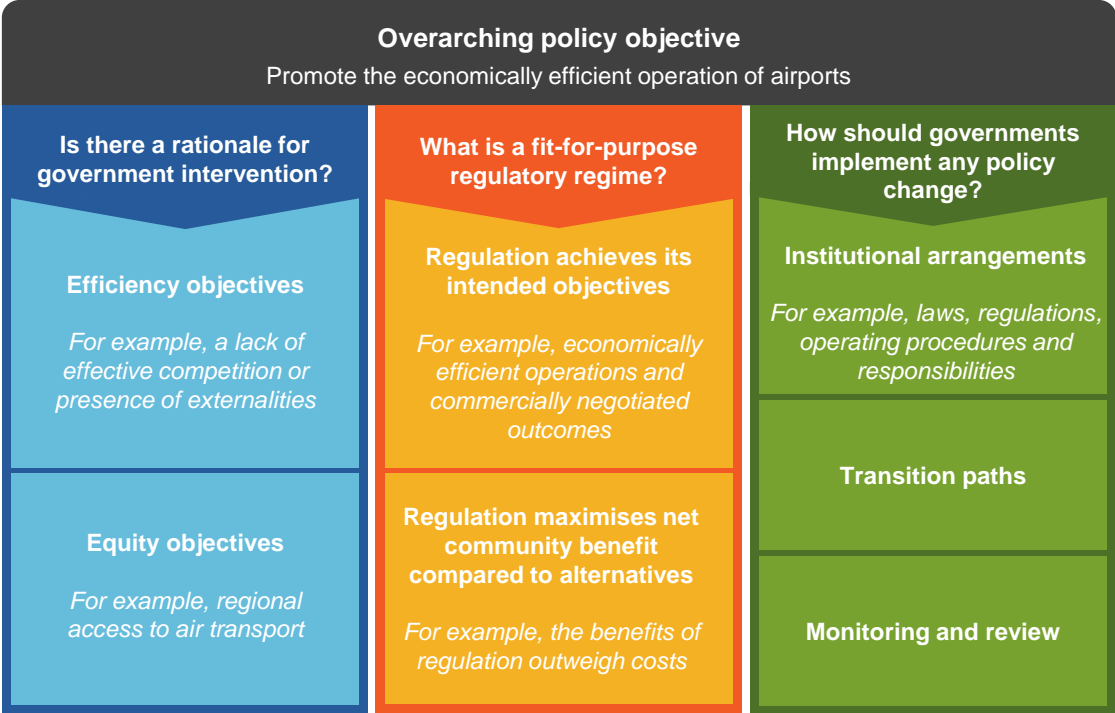 Overarching policy objective
Promote the economically efficient operation of airports
Is there a rationale for
government intervention?
Efficiency objectives
For example, a lack of
effective competition or
presence of externalities
Equity objectives
For example, regional
access to air transport
What is a fit-for-purpose
regulatory regime?
Regulation achieves its
intended objectives
For example, economically
efficient operations and
commercially negotiated
outcomes
Regulation maximises net
community benefit
compared to alternatives
For example, the benefits of
regulation outweigh costs
How should governments
implement any policy
change?
Institutional arrangements
For example, laws, regulations,
operating procedures and
responsibilities
Transition paths
Monitoring and review